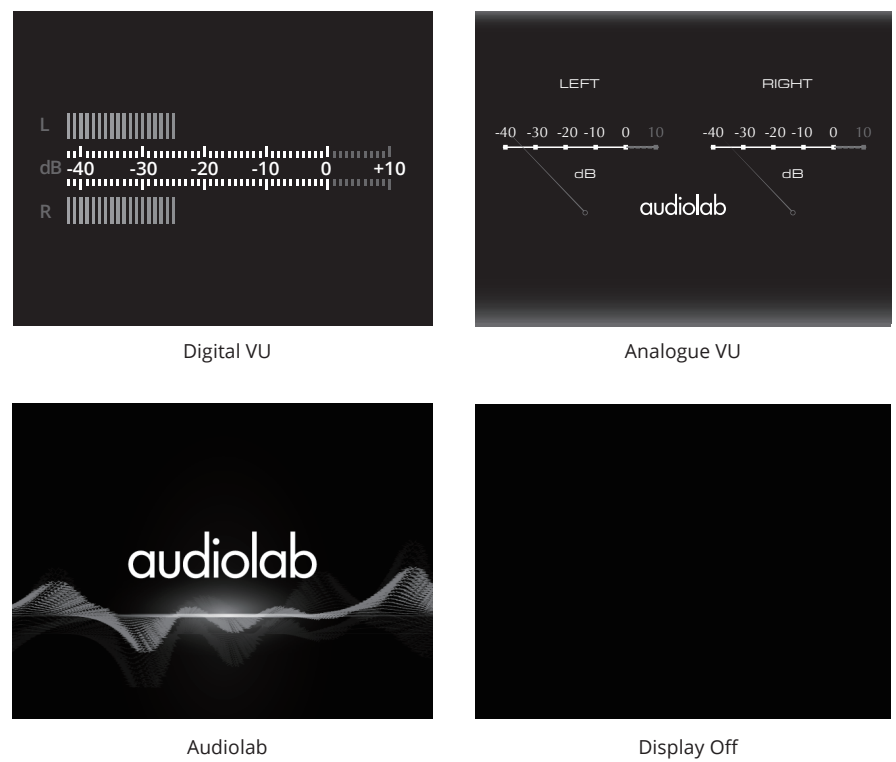 L
dB -40 -30 -20 -10 0 +10
R
Digital VU
LEFT RIGHT
-40 -30 -20 -10 0 10 -40 -30 -20 -10 0 10
dB dB
audiolab
Analogue VU
audiolab
Audiolab
Display Off